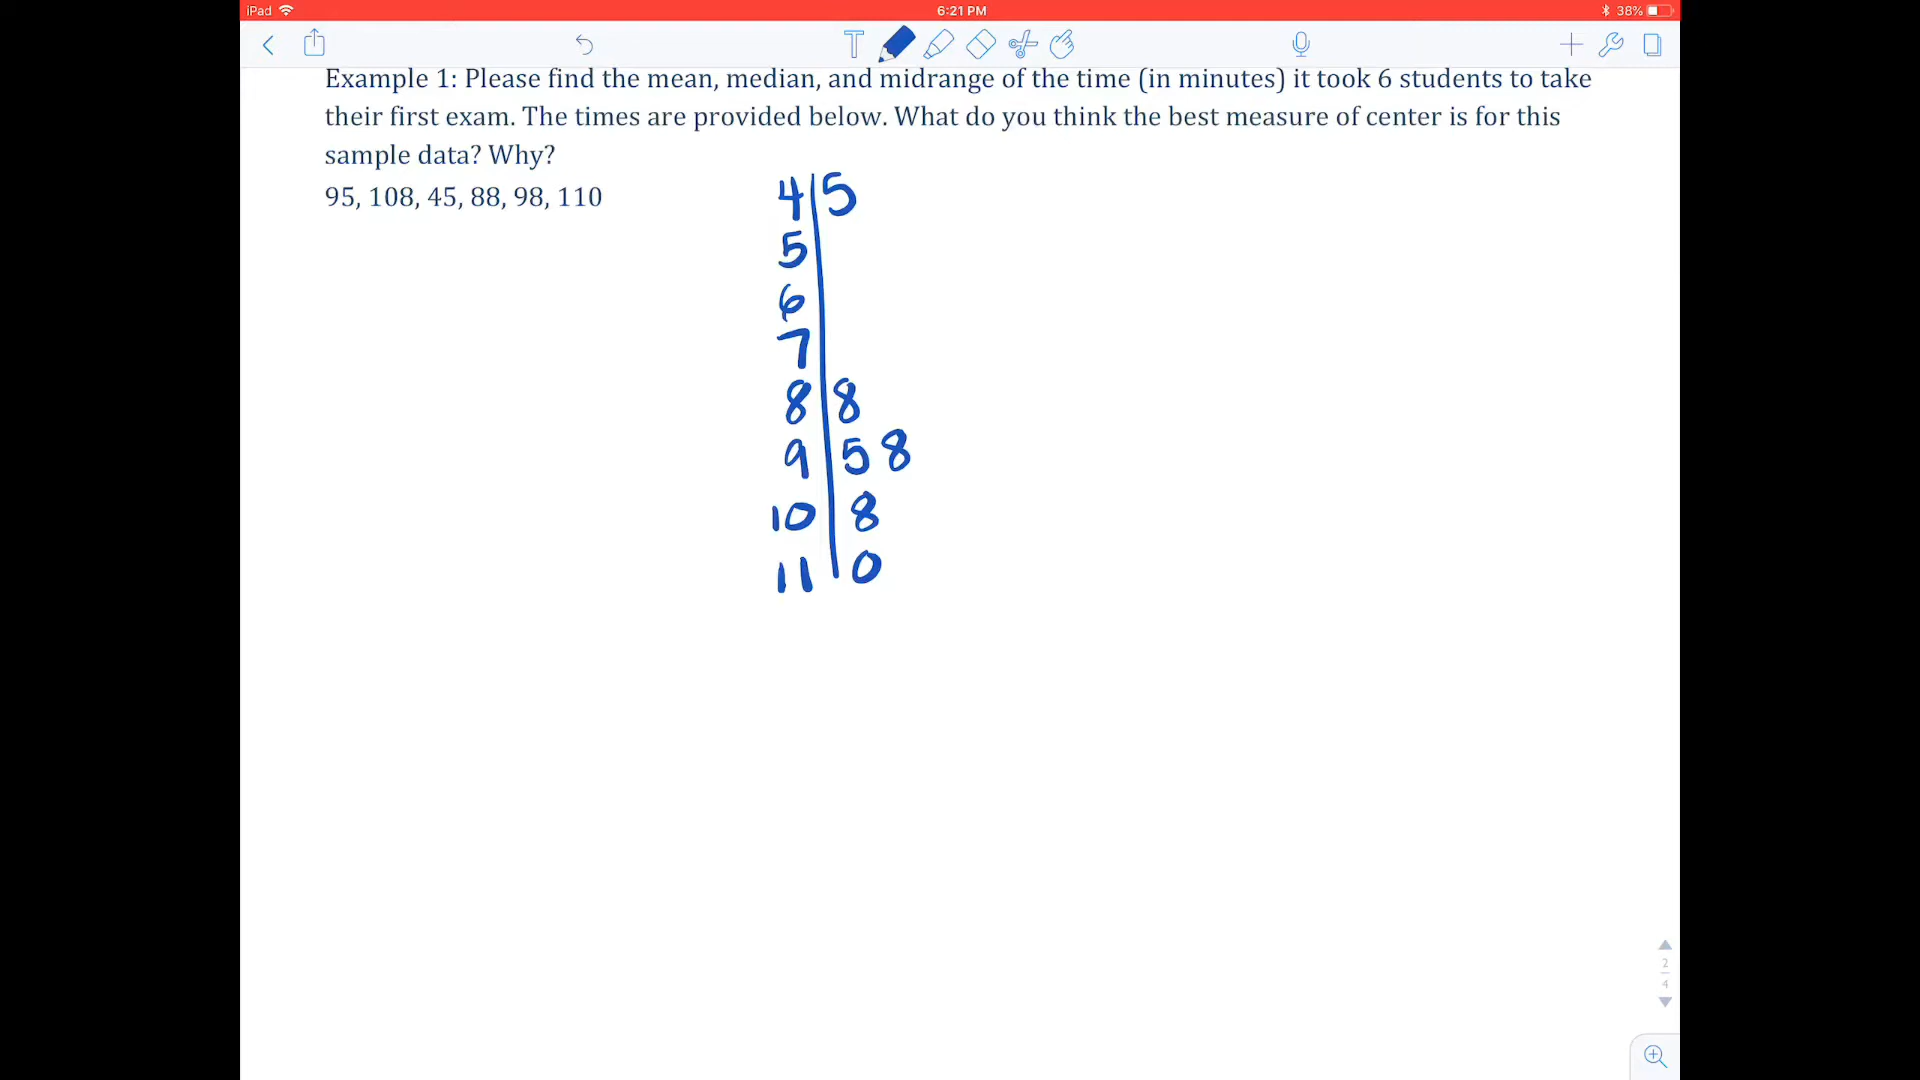 iPad 6:21 PM 38%
T
Example 1: Please find the mean, median, and midrange of the time (in minutes) it took 6 students to take
their first exam. The times are provided below. What do you think the best measure of center is for this
sample data? Why?
95, 108, 45, 88, 98, 110
4|5
5|
6|
7|
8|8
9|5 8
10|8
11|0
2
4